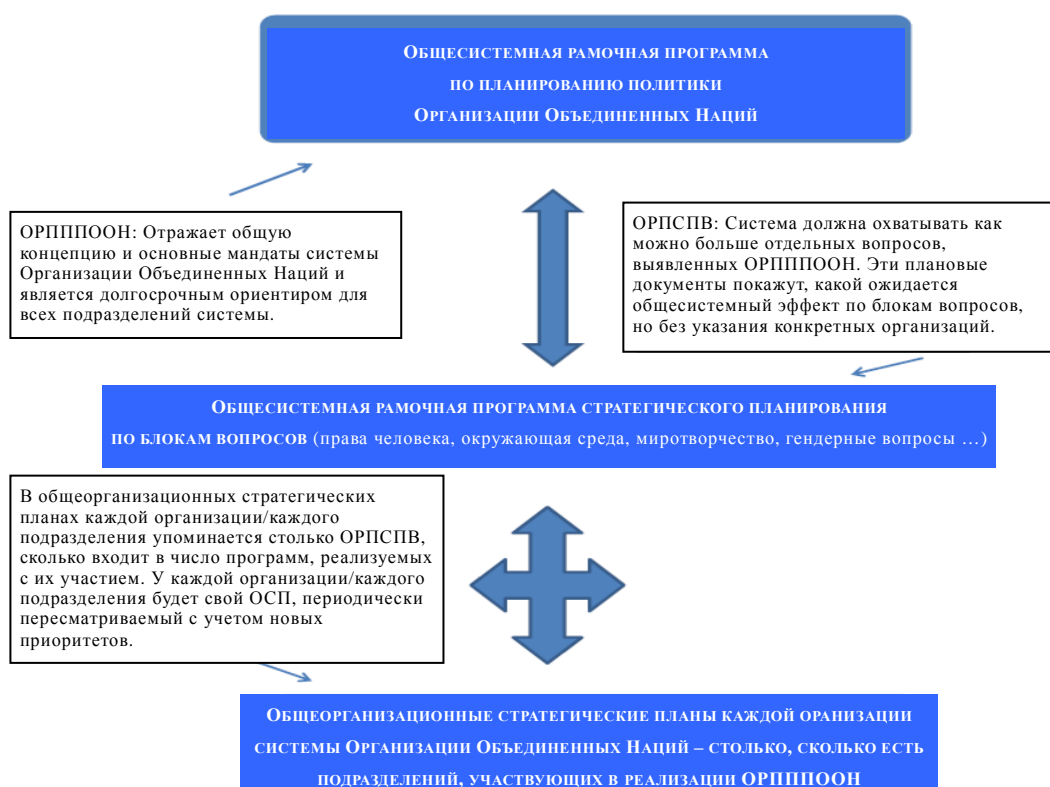 ОБЩЕСИСТЕМНАЯ РАМОЧНАЯ ПРОГРАММА
ПО ПЛАНИРОВАНИЮ ПОЛИТИКИ
ОРГАНИЗАЦИИ ОБЪЕДИНЕННЫХ НАЦИЙ
ОРПППООН: Отражает общую
концепцию и основные мандаты системы
Организации Объединенных Наций и
является долгосрочным ориентиром для
всех подразделений системы.
ОРПСПВ: Система должна охватывать как
можно больше отдельных вопросов,
выявленных ОРПППООН. Эти плановые
документы покажут, какой ожидается
общесистемный эффект по блокам вопросов,
но без указания конкретных организаций.
ОБЩЕСИСТЕМНАЯ РАМОЧНАЯ ПРОГРАММА СТРАТЕГИЧЕСКОГО ПЛАНИРОВАНИЯ
ПО БЛОКАМ ВОПРОСОВ (права человека, окружающая среда, миротворчество, гендерные вопросы …)
В общеорганизационных стратегических
планах каждой организации/каждого
подразделения упоминается столько ОРПСПВ,
сколько входит в число программ, реализуемых
с их участием. У каждой организации/каждого
подразделения будет свой ОСП, периодически
пересматриваемый с учетом новых
приоритетов.
ОБЩЕОРГАНИЗАЦИОННЫЕ СТРАТЕГИЧЕСКИЕ ПЛАНЫ КАЖДОЙ ОРАНИЗАЦИИ
СИСТЕМЫ ОРГАНИЗАЦИИ ОБЪЕДИНЕННЫХ НАЦИЙ – СТОЛЬКО, СКОЛЬКО ЕСТЬ
ПОДРАЗДЕЛЕНИЙ, УЧАСТВУЮЩИХ В РЕАЛИЗАЦИИ ОРПППООН